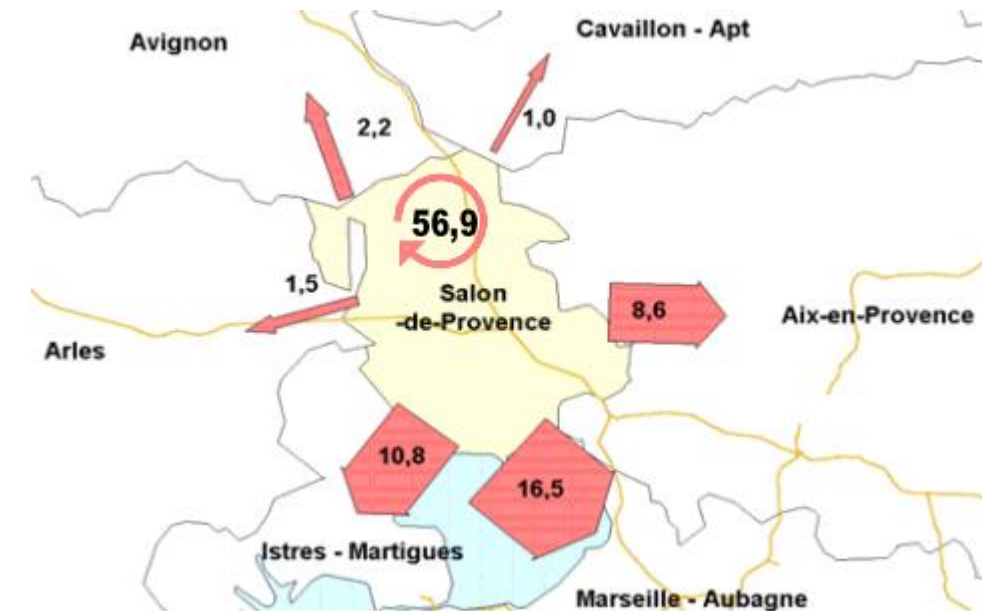 Cavaillon - Apt
Avignon
1,0
2,2
56,9
1,5
Salon
-de-Provence
8,6
Aix-en-Provence
Arles
10,8
16,5
Istres - Martigues
Marseille - Aubagne